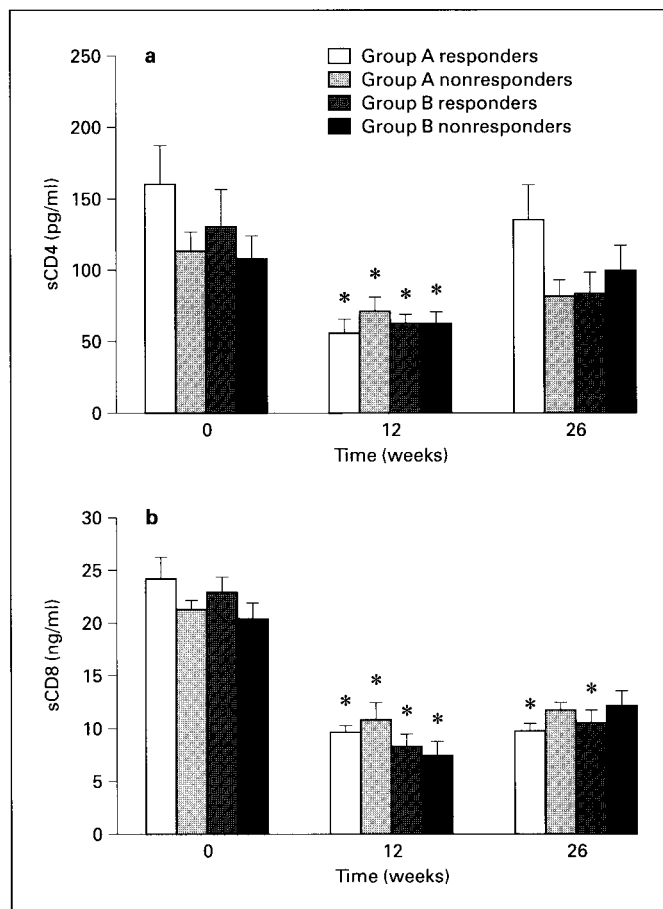 a
Group A responders
Group A nonresponders
Group B responders
Group B nonresponders
250
200
150
100
50
0
sCD4 (pg/ml)
* * * *
0 12 26
Time (weeks)
b
30
25
20
15
10
5
0
sCD8 (ng/ml)
* * * * * *
0 12 26
Time (weeks)